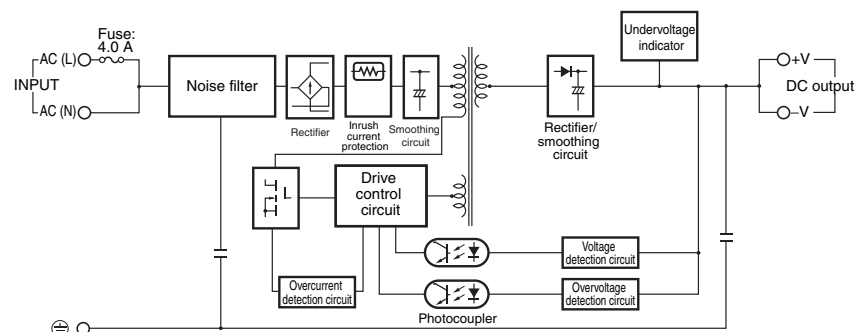 Fuse:
4.0 A
AC (L)
INPUT
AC (N)
Noise filter
Rectifier
Inrush
current
protection
Smoothing
circuit
Undervoltage
indicator
+V
DC output
–V
Rectifier/
smoothing
circuit
Drive
control
circuit
Overcurrent
detection circuit
Voltage
detection circuit
Overvoltage
detection circuit
Photocoupler